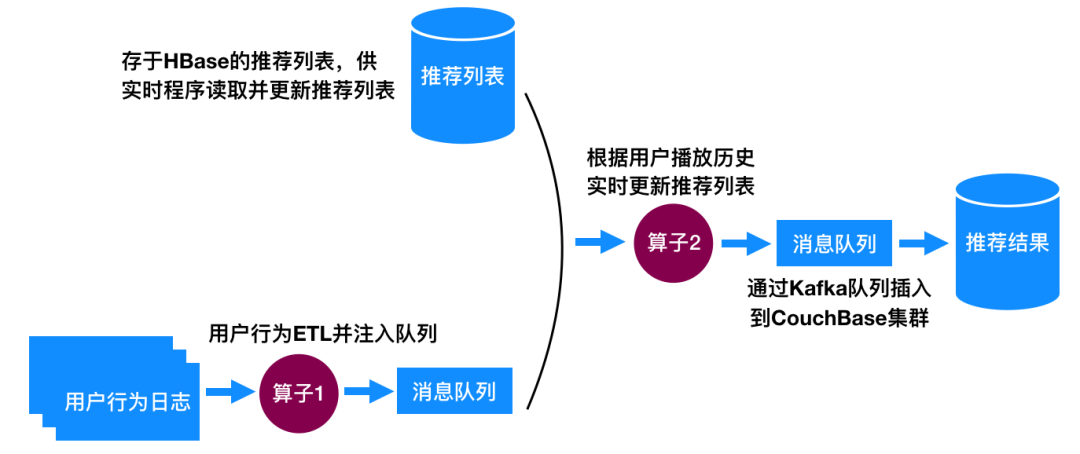 存于HBase的推荐列表，供
实时程序读取并更新推荐列表
推荐列表
根据用户播放历史
实时更新推荐列表
算子2
消息队列
推荐结果
通过Kafka队列插入
到CouchBase集群
用户行为ETL并注入队列
用户行为日志
算子1
消息队列